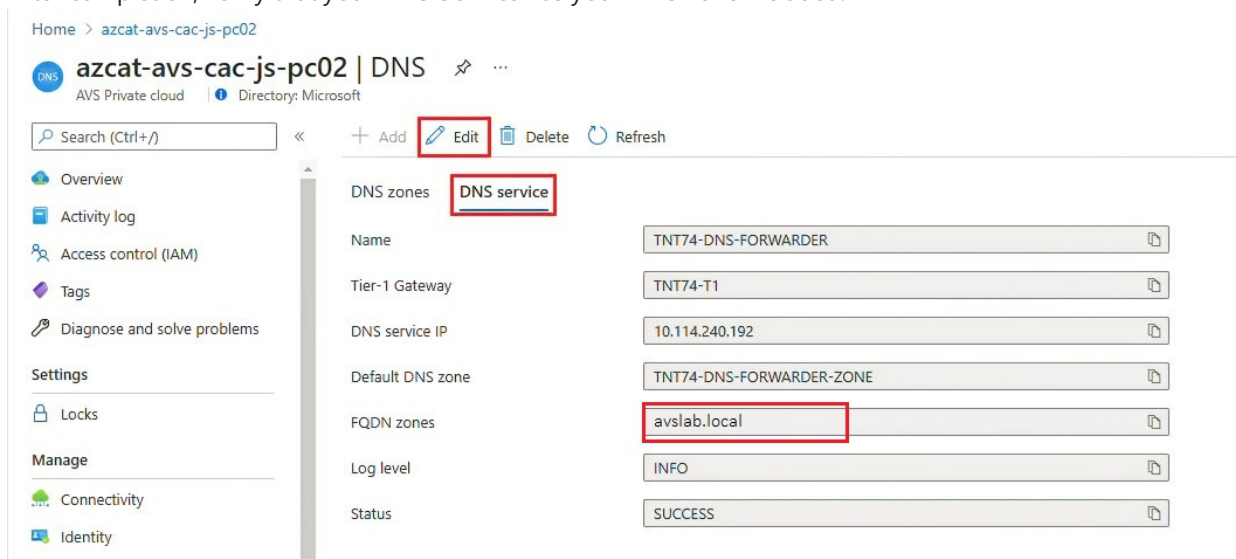 Home > azcat-avs-cac-js-pc02
DNS
azcat-avs-cac-js-pc02 | DNS
AVS Private cloud
Directory: Microsoft
Search (Ctrl+/)
Add
Edit
Delete
Refresh
Overview
Activity log
Access control (IAM)
Tags
Diagnose and solve problems
Settings
Locks
Manage
Connectivity
Identity
DNS zones
DNS service
Name TNT74-DNS-FORWARDER
Tier-1 Gateway TNT74-T1
DNS service IP 10.114.240.192
Default DNS zone TNT74-DNS-FORWARDER-ZONE
FQDN zones avslab.local
Log level INFO
Status SUCCESS